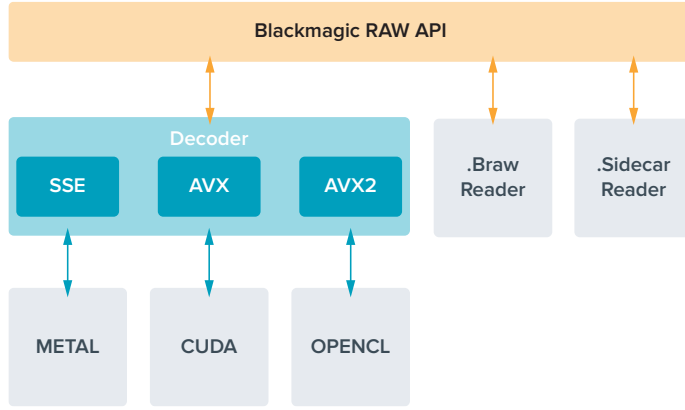 Blackmagic RAW API
Decoder
SSE
AVX
AVX2
.Braw
Reader
.Sidecar
Reader
METAL
CUDA
OPENCL